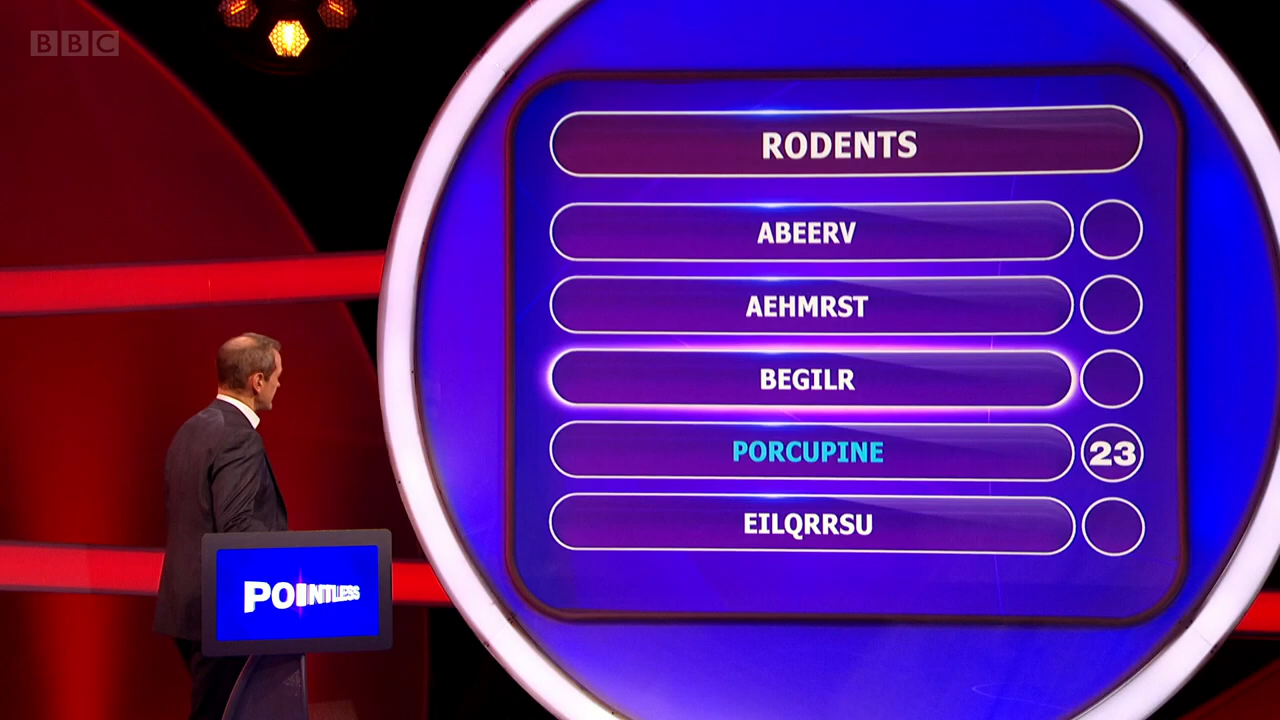 BBC
RODENTS
ABEERV
AEHMRST
BEGILR
PORCUPINE 23
EILQRRSU
POINTLESS